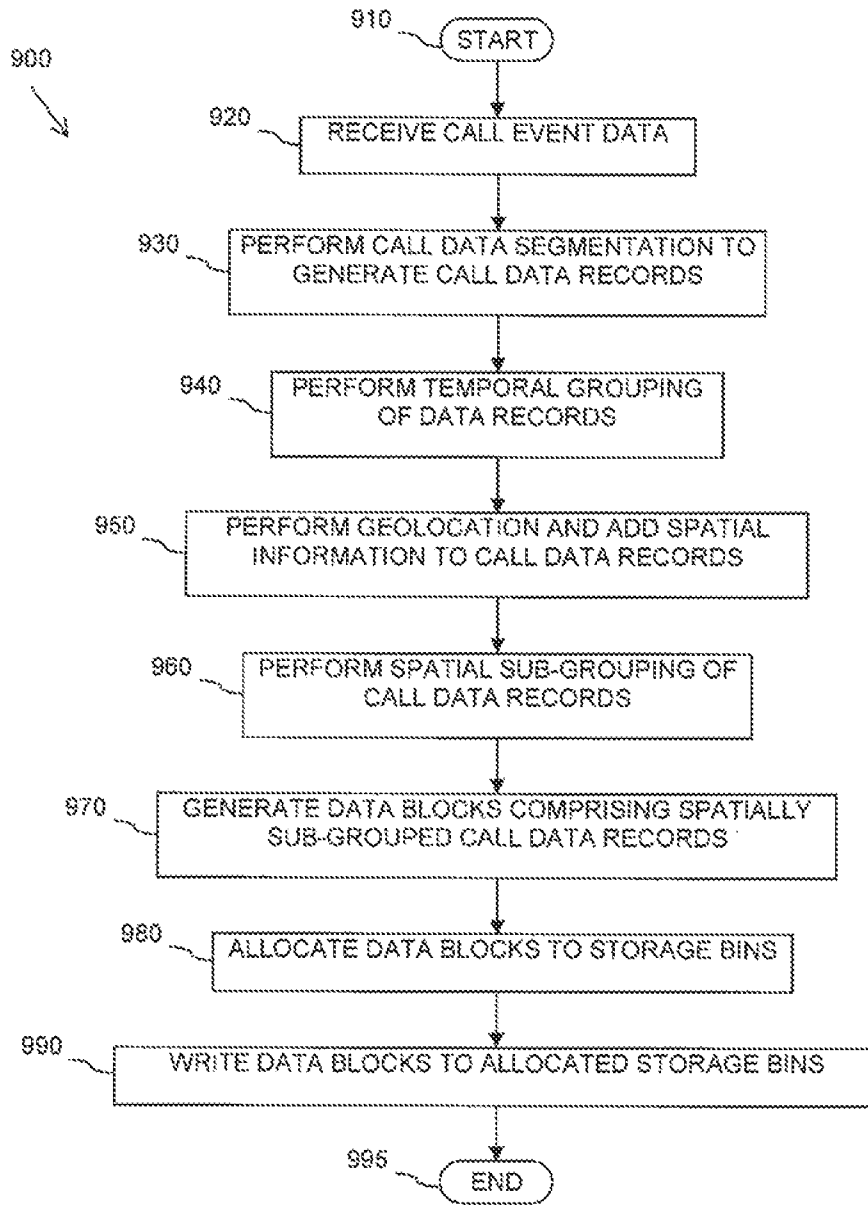 910
START
900
920
RECEIVE CALL EVENT DATA
930
PERFORM CALL DATA SEGMENTATION TO
GENERATE CALL DATA RECORDS
940
PERFORM TEMPORAL GROUPING
OF DATA RECORDS
950
PERFORM GEOLOCATION AND ADD SPATIAL
INFORMATION TO CALL DATA RECORDS
960
PERFORM SPATIAL SUB-GROUPING OF
CALL DATA RECORDS
970
GENERATE DATA BLOCKS COMPRISING SPATIALLY
SUB-GROUPED CALL DATA RECORDS
980
ALLOCATE DATA BLOCKS TO STORAGE BINS
990
WRITE DATA BLOCKS TO ALLOCATED STORAGE BINS
995
END